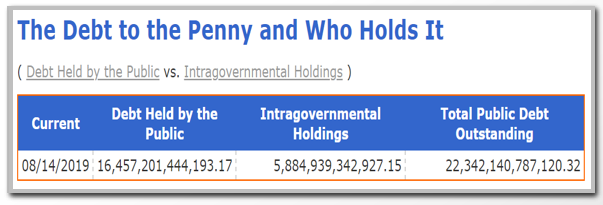 The Debt to the Penny and Who Holds It
( Debt Held by the Public vs. Intragovernmental Holdings )
Current Debt Held by the Public Intragovernmental Holdings Total Public Debt Outstanding
08/14/2019 16,457,201,444,193.17 5,884,939,342,927.15 22,342,140,787,120.32